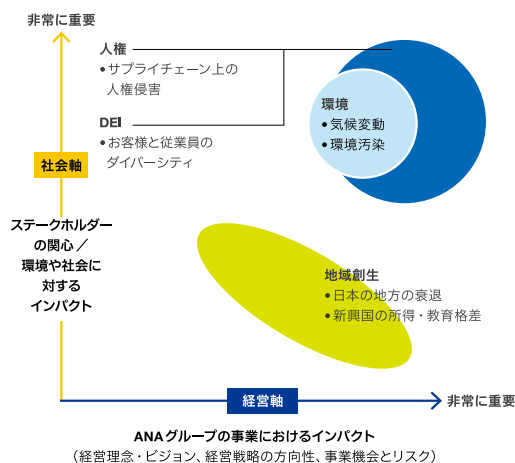 非常に重要
人権
•サプライチェーン上の
人権侵害
DEI
•お客様と従業員の
ダイバーシティ
環境
•気候変動
•環境汚染
社会軸
ステークホルダー
の関心／
環境や社会に
対する
インパクト
地域創生
•日本の地方の衰退
•新興国の所得・教育格差
経営軸
非常に重要
ANAグループの事業におけるインパクト
（経営理念・ビジョン、経営戦略の方向性、事業機会とリスク）